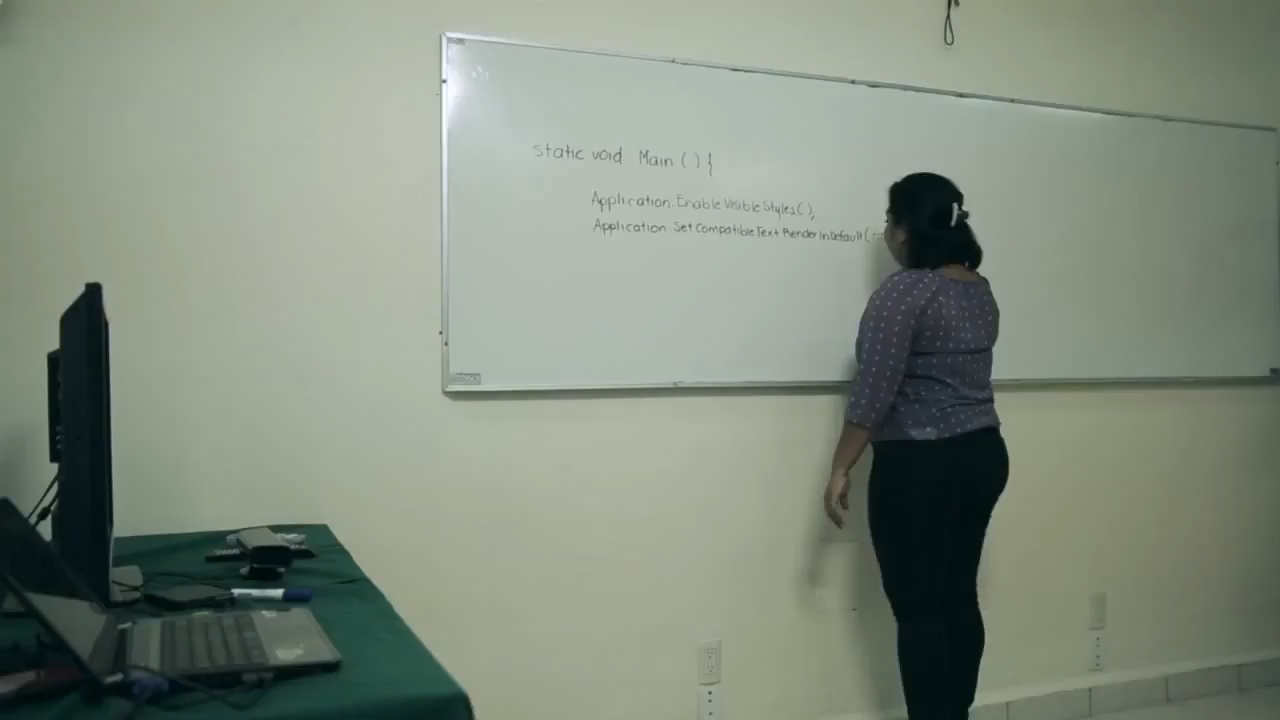 static void Main ( ) {
Application.EnableVisibleStyles( );
Application SetCompatibleTextRenderInDefault(